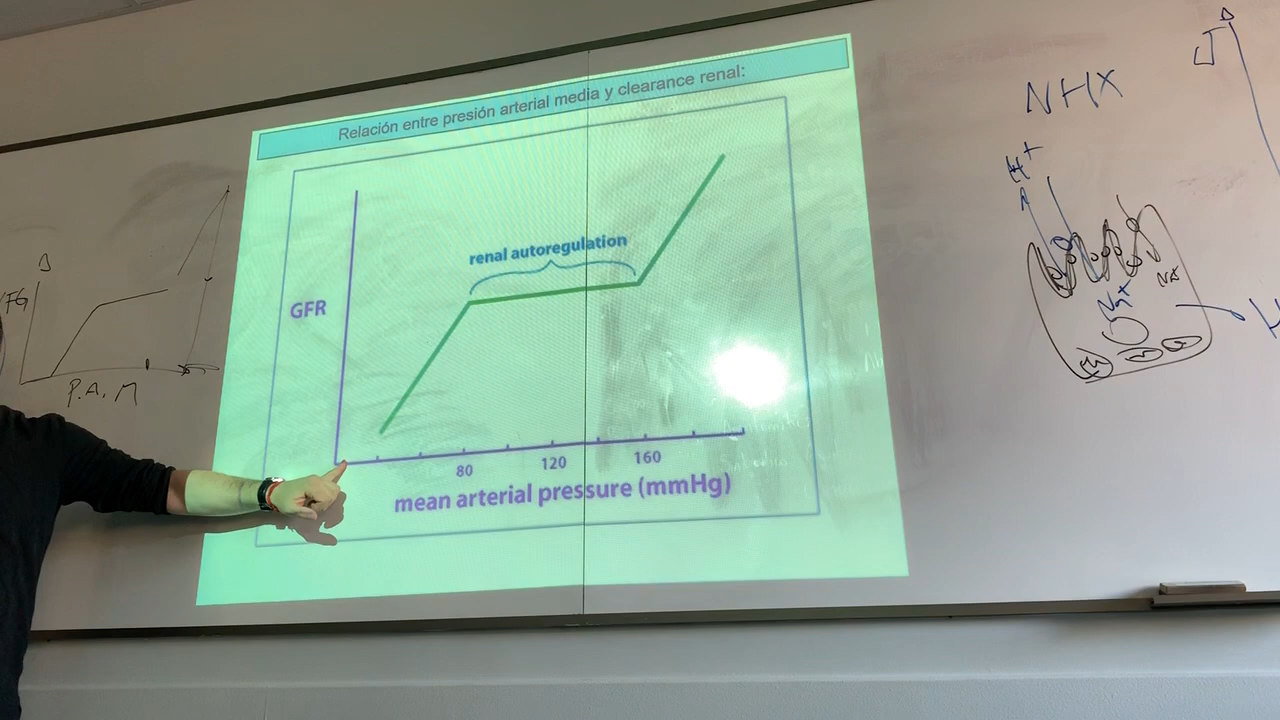 Relación entre presión arterial media y clearance renal:
renal autoregulation
GFR
80
120
160
mean arterial pressure (mmHg)
P.A.M
NHX
H+
Na+